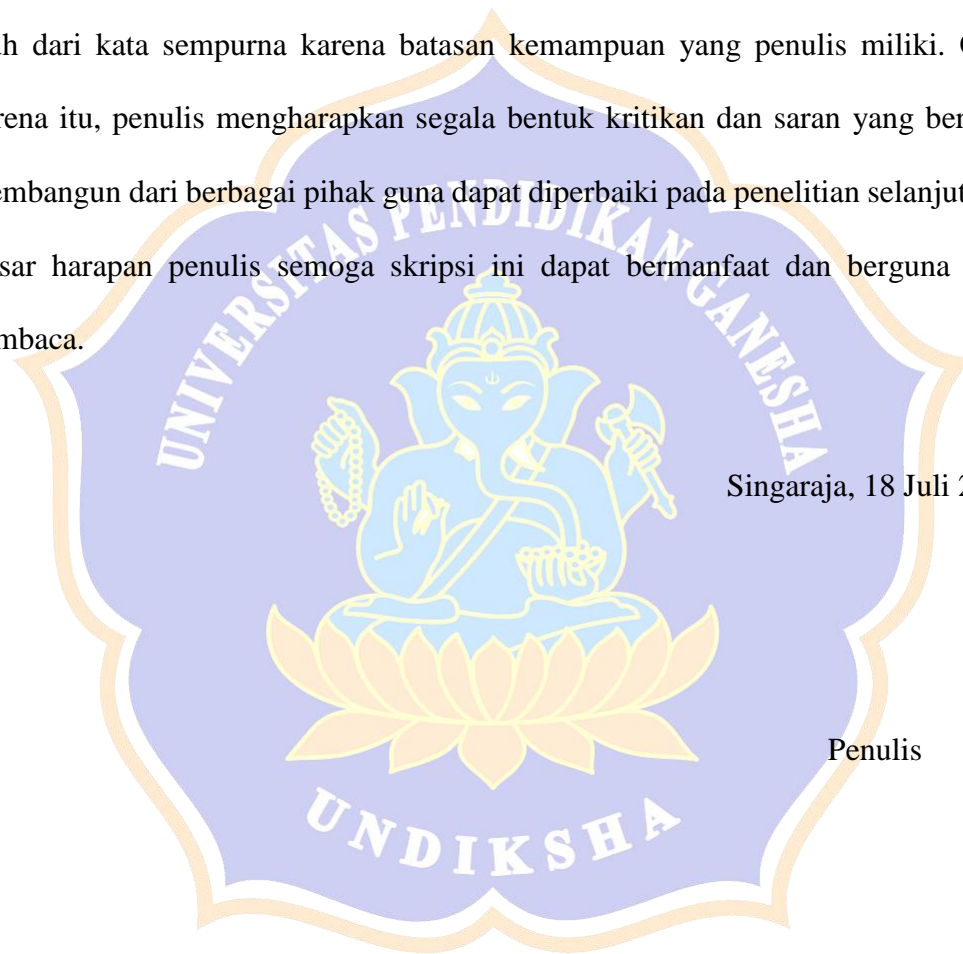 uh dari kata sempurna karena batasan kemampuan yang penulis miliki.
rena itu, penulis mengharapkan segala bentuk kritikan dan saran yang ber
embangun dari berbagai pihak guna dapat diperbaiki pada penelitian selanjut
sar harapan penulis semoga skripsi ini dapat bermanfaat dan berguna
mbaca.
UNIVERSITAS PENDIDIKAN GANESHA
Singaraja, 18 Juli 2
Penulis
UNDIKSHA